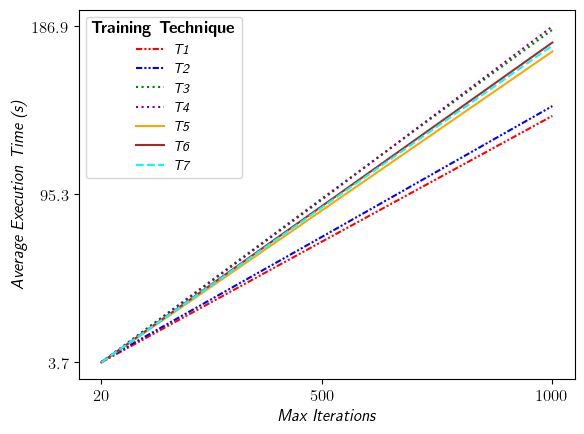 186.9
Training Technique
T1
T2
T3
T4
T5
T6
T7
95.3
3.7
Average Execution Time (s)
20 500 1000
Max Iterations